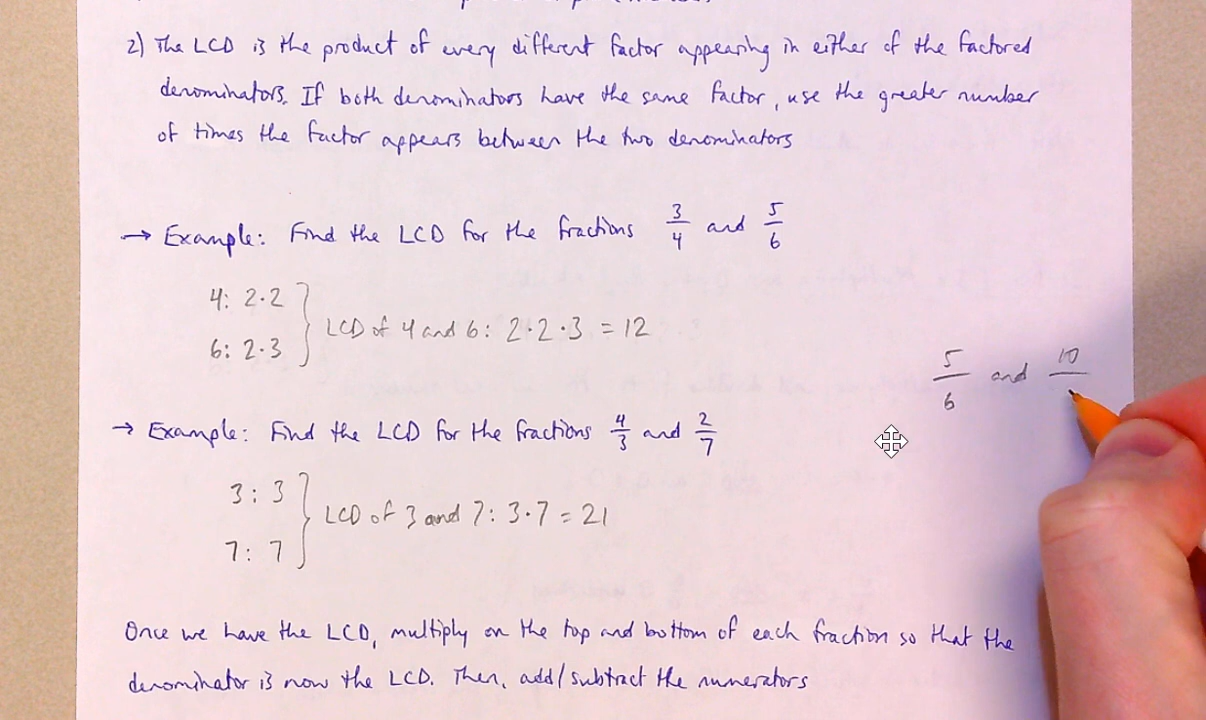 2) The LCD is the product of every different factor appearing in either of the factored
denominators. If both denominators have the same factor, use the greater number
of times the factor appears between the two denominators
→ Example: Find the LCD for the fractions 3/4 and 5/6
4: 2·2
6: 2·3
LCD of 4 and 6: 2·2·3 = 12
5/6 and 10/
→ Example: Find the LCD for the fractions 4/3 and 2/7
3: 3
7: 7
LCD of 3 and 7: 3·7 = 21
Once we have the LCD, multiply on the top and bottom of each fraction so that the
denominator is now the LCD. Then, add/subtract the numerators